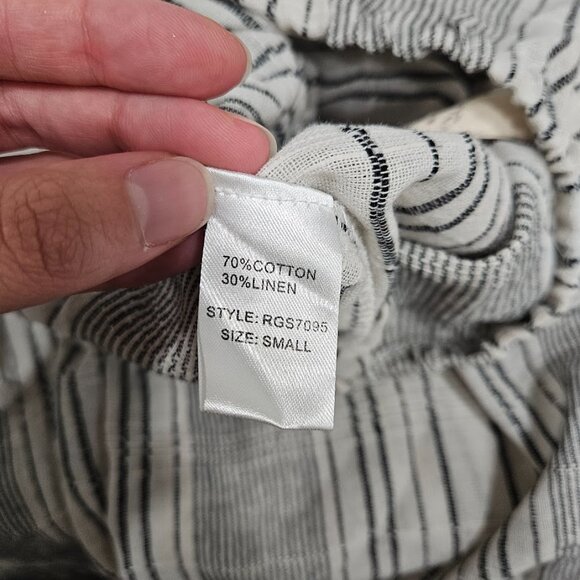 70%COTTON
30%LINEN
STYLE: RGS7095
SIZE: SMALL